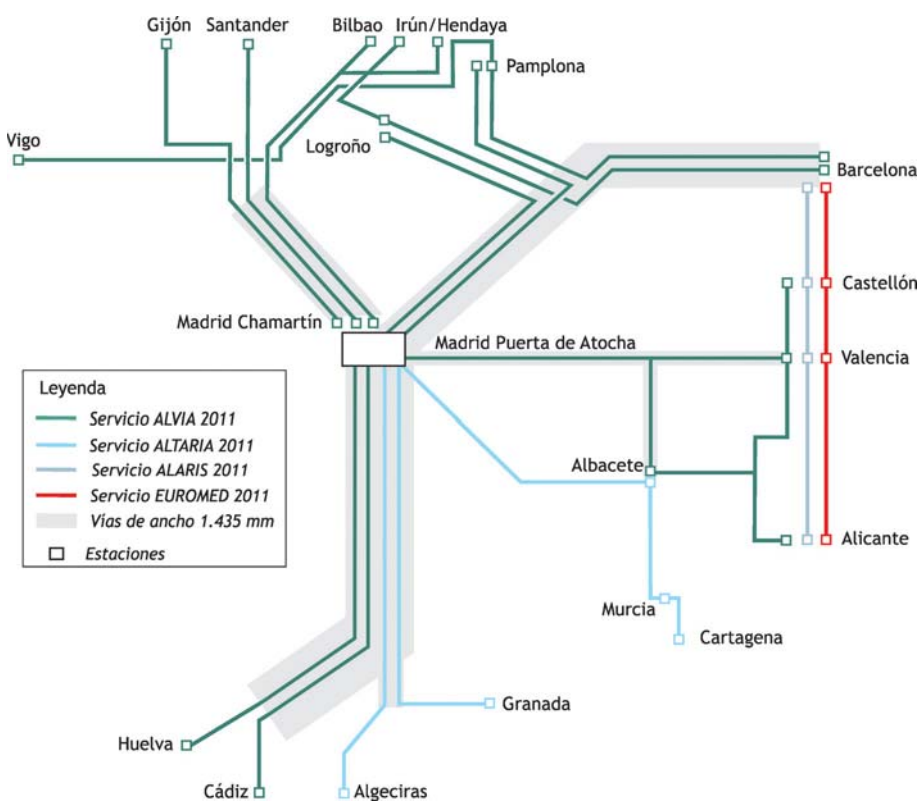 Gijón
Santander
Bilbao
Irún/Hendaya
Pamplona
Vigo
Logroño
Barcelona
Castellón
Madrid Chamartín
Madrid Puerta de Atocha
Valencia
Leyenda
Servicio ALVIA 2011
Servicio ALTARIA 2011
Servicio ALARIS 2011
Servicio EUROMED 2011
Vías de ancho 1.435 mm
Estaciones
Albacete
Alicante
Murcia
Cartagena
Granada
Huelva
Cádiz
Algeciras